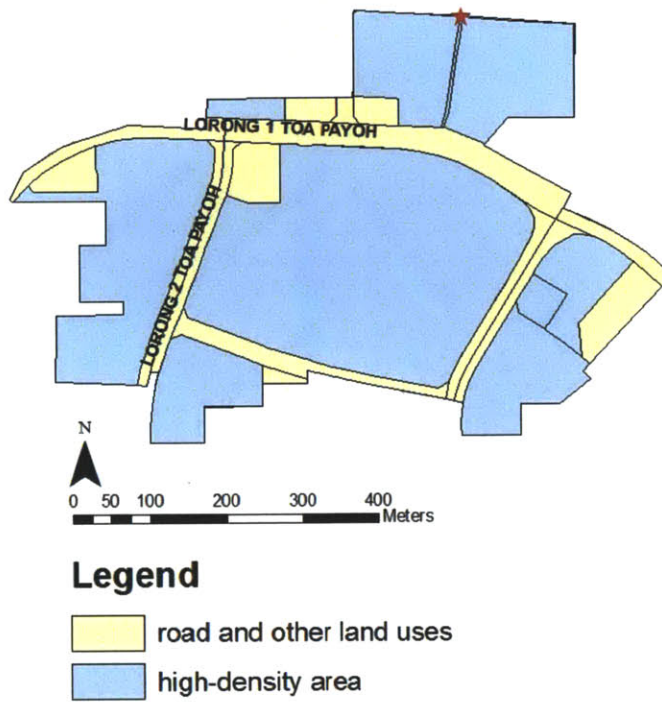 LORONG 1 TOA PAYOH
LORONG 2 TOA PAYOH
N
0 50 100 200 300 400
Meters
Legend
road and other land uses
high-density area